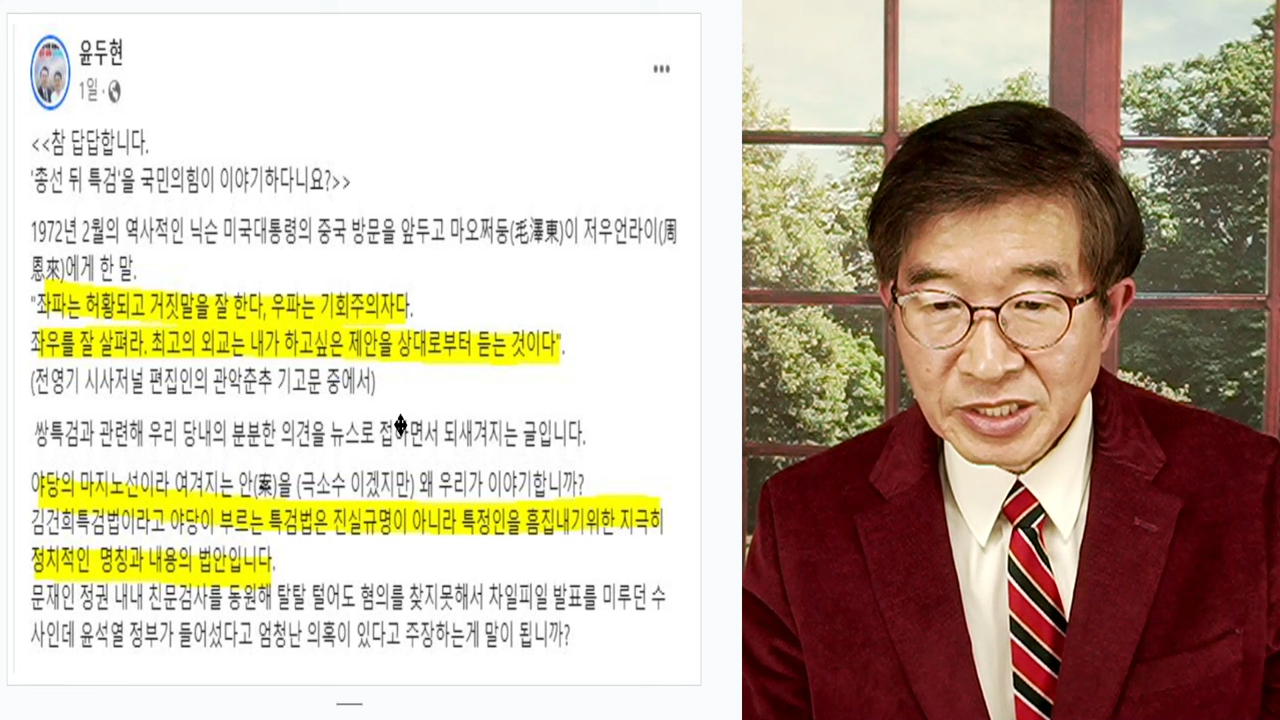 윤두현
1일 ·
<<참 답답합니다.
'총선 뒤 특검'을 국민의힘이 이야기하다니요?>>
1972년 2월의 역사적인 닉슨 미국대통령의 중국 방문을 앞두고 마오쩌둥(毛澤東)이 저우언라이(周
恩來)에게 한 말.
"좌파는 허황되고 거짓말을 잘 한다, 우파는 기회주의자다.
좌우를 잘 살펴라. 최고의 외교는 내가 하고싶은 제안을 상대로부터 듣는 것이다".
(전영기 시사저널 편집인의 관악춘추 기고문 중에서)
쌍특검과 관련해 우리 당내의 분분한 의견을 뉴스로 접하면서 되새겨지는 글입니다.
야당의 마지노선이라 여겨지는 안(案)을 (극소수 이겠지만) 왜 우리가 이야기합니까?
김건희특검법이라고 야당이 부르는 특검법은 진실규명이 아니라 특정인을 흠집내기위한 지극히
정치적인 명칭과 내용의 법안입니다.
문재인 정권 내내 친문검사를 동원해 탈탈 털어도 혐의를 찾지못해서 차일피일 발표를 미루던 수
사인데 윤석열 정부가 들어섰다고 엄청난 의혹이 있다고 주장하는게 말이 됩니까?